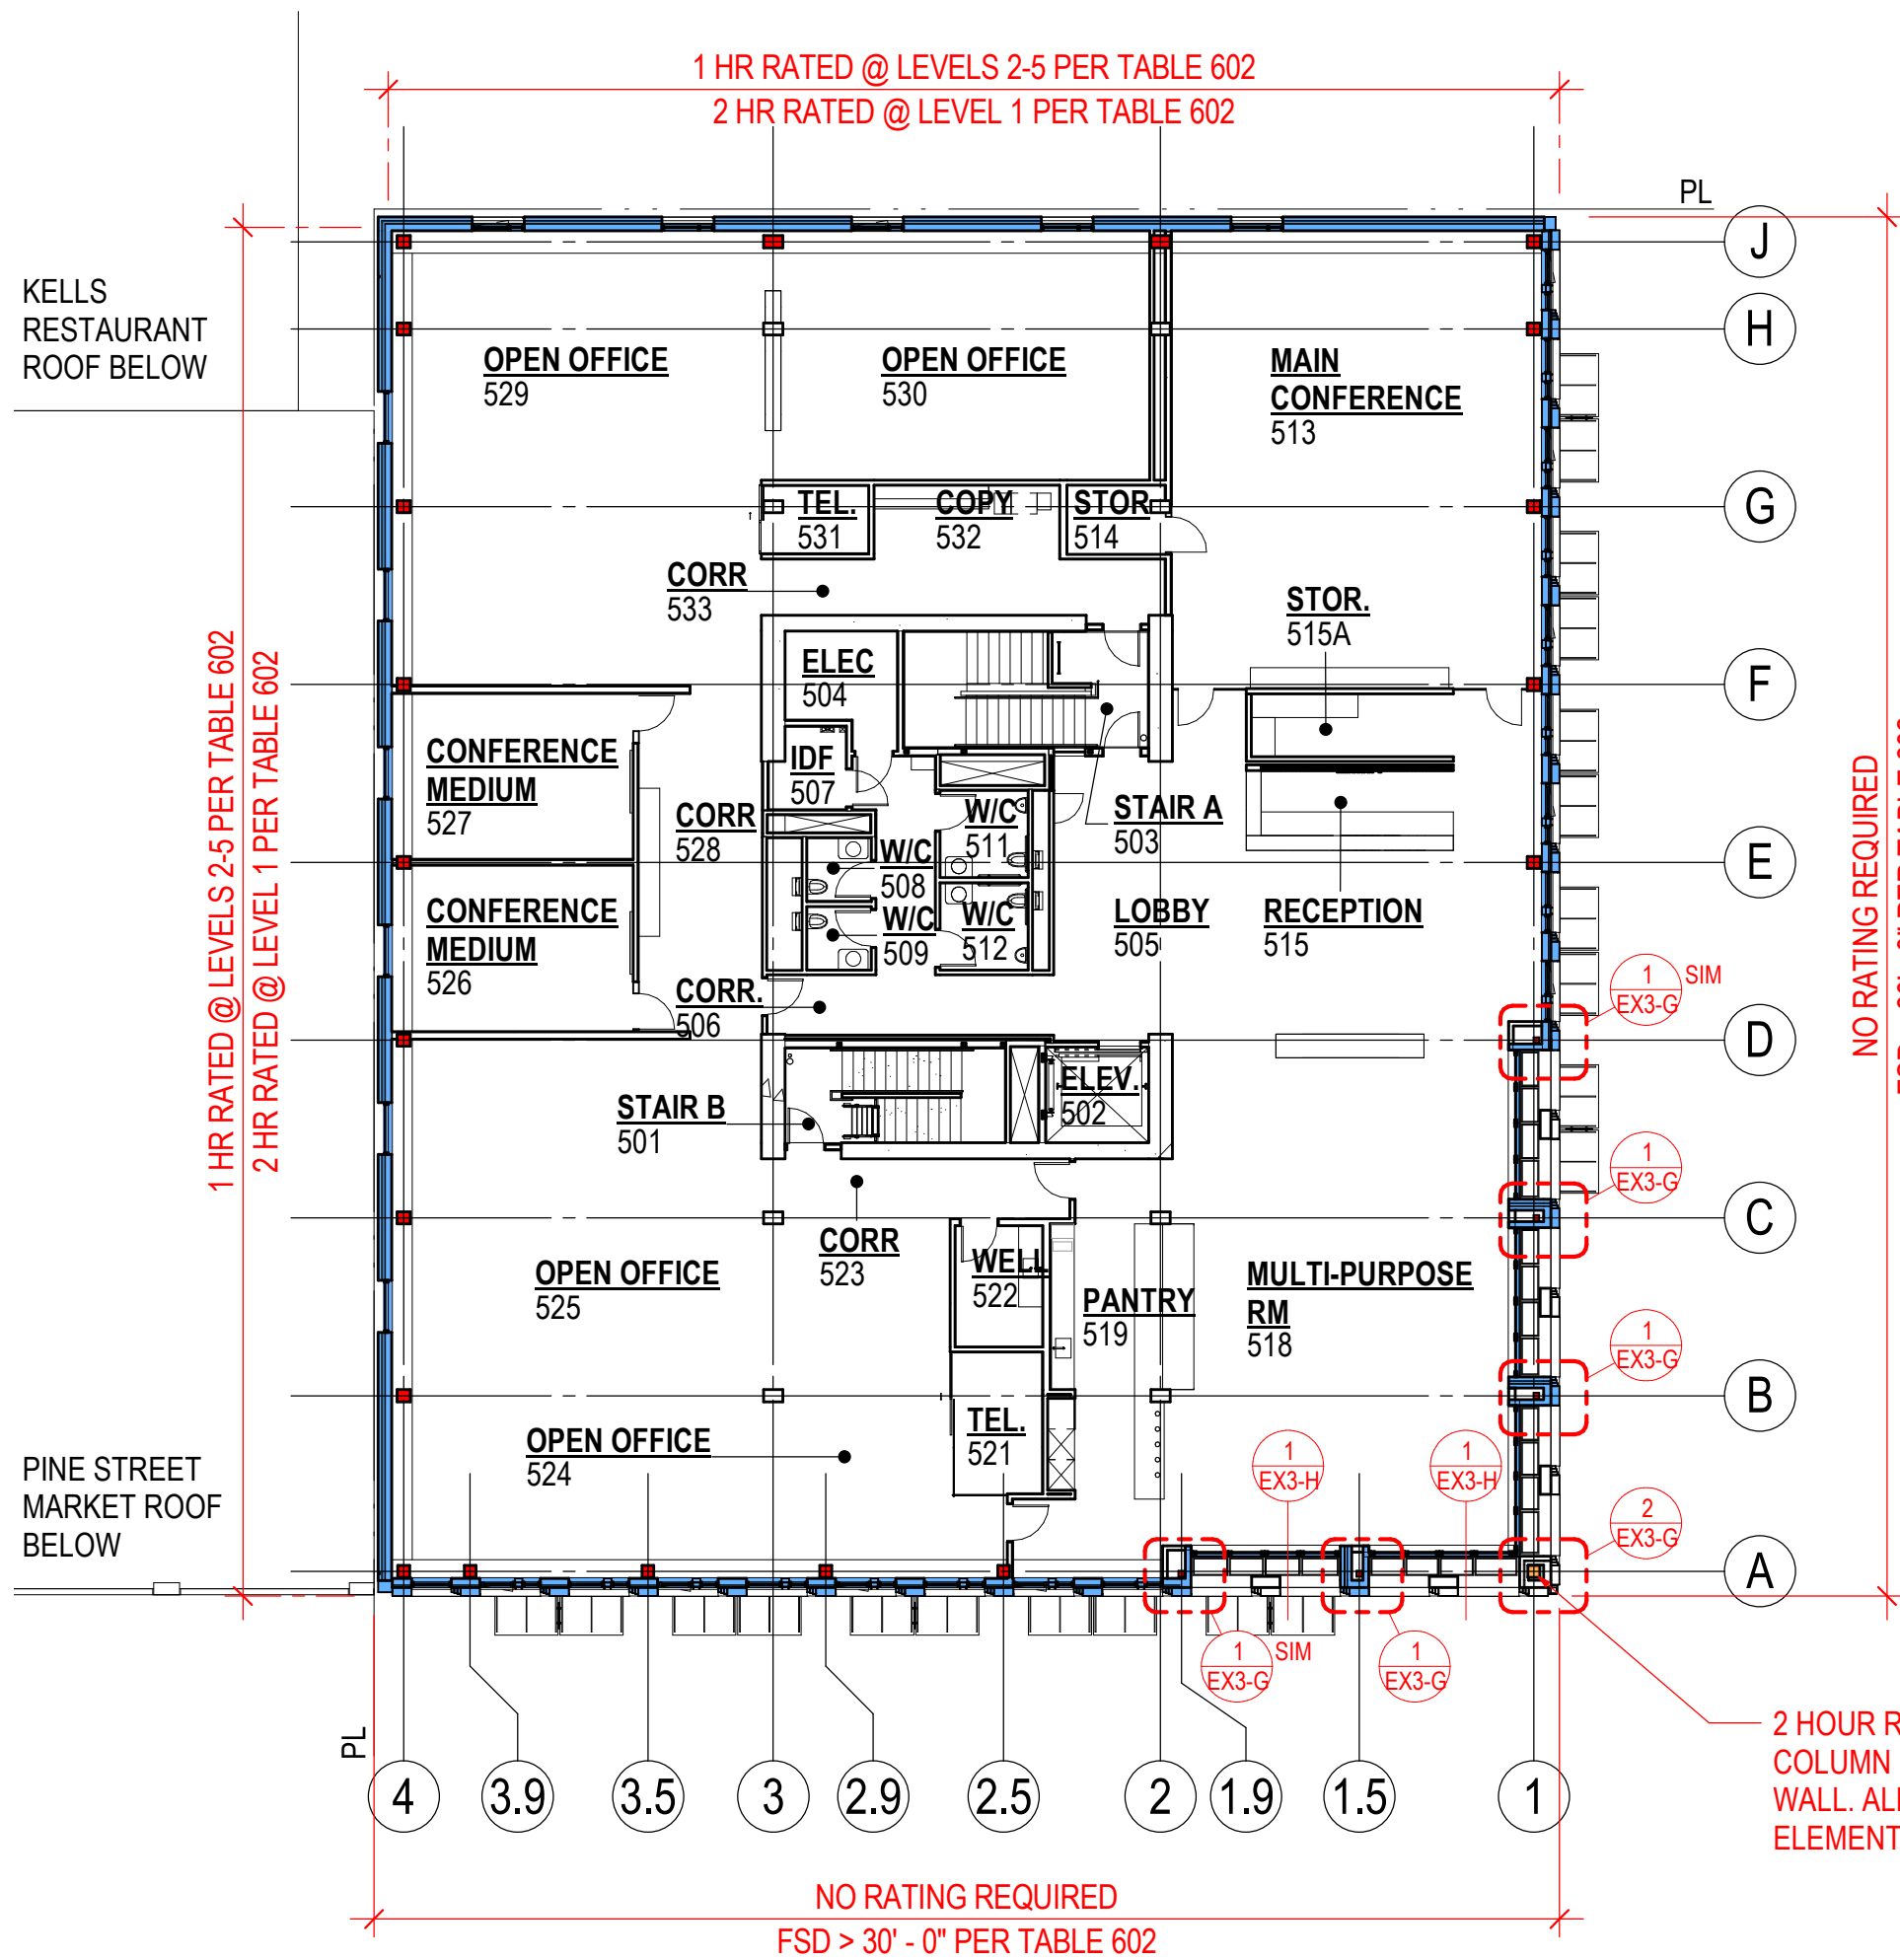 1 HR RATED @ LEVELS 2-5 PER TABLE 602
2 HR RATED @ LEVEL 1 PER TABLE 602
PL
J
KELLS
RESTAURANT
ROOF BELOW
H
OPEN OFFICE
529
OPEN OFFICE
530
MAIN
CONFERENCE
513
G
TEL.
531
COPY
532
STOR
514
CORR
533
STOR.
515A
ELEC
504
F
1 HR RATED @ LEVELS 2-5 PER TABLE 602
2 HR RATED @ LEVEL 1 PER TABLE 602
CONFERENCE
MEDIUM
527
IDF
507
CORR
528
W/C
511
STAIR A
503
W/C
508
E
NO RATING REQUIRED
CONFERENCE
MEDIUM
526
W/C
509
W/C
512
LOBBY
505
RECEPTION
515
1
EX3-G
SIM
CORR.
506
D
ELEV.
502
STAIR B
501
1
EX3-G
C
CORR
523
OPEN OFFICE
525
WELL
522
PANTRY
519
MULTI-PURPOSE
RM
518
1
EX3-G
B
OPEN OFFICE
524
TEL.
521
1
EX3-H
1
EX3-H
PINE STREET
MARKET ROOF
BELOW
2
EX3-G
A
1
EX3-G
SIM
1
EX3-G
PL
4
3.9
3.5
3
2.9
2.5
2
1.9
1.5
1
2 HOUR
COLUMN
WALL.
ELEMENT
NO RATING REQUIRED
FSD > 30' - 0" PER TABLE 602